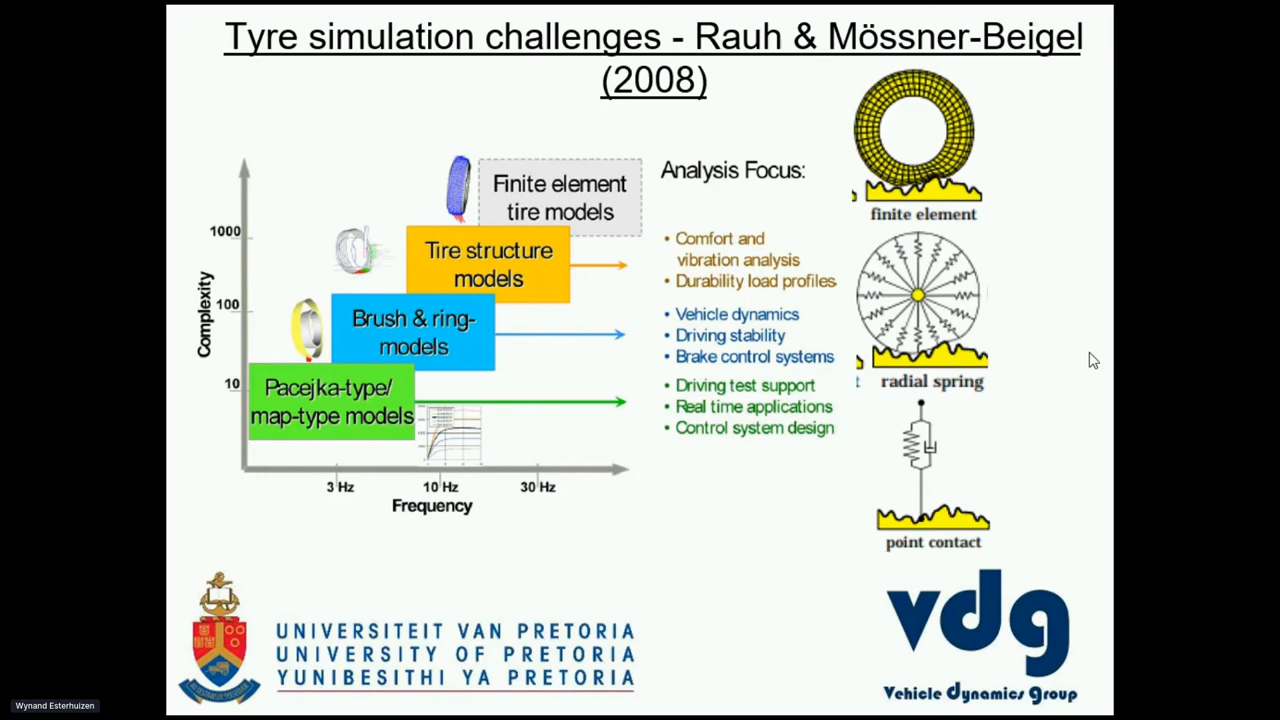 Tyre simulation challenges - Rauh & Mössner-Beigel
(2008)
Complexity
1000
100
10
Finite element
tire models
Tire structure
models
Brush & ring-
models
Pacejka-type/
map-type models
3 Hz
10 Hz
30 Hz
Frequency
Analysis Focus:
• Comfort and
vibration analysis
• Durability load profiles
• Vehicle dynamics
• Driving stability
• Brake control systems
• Driving test support
• Real time applications
• Control system design
finite element
t
radial spring
point contact
UNIVERSITEIT VAN PRETORIA
UNIVERSITY OF PRETORIA
YUNIBESITHI YA PRETORIA
vdg
Vehicle dynamics Group
Wynand Esterhuizen